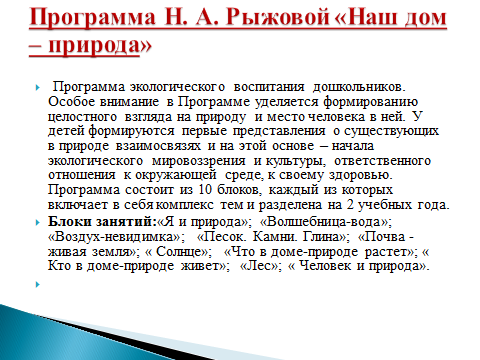 Программа Н. А. Рыжовой «Наш дом
– природа»
Программа экологического воспитания дошкольников.
Особое внимание в Программе уделяется формированию
целостного взгляда на природу и место человека в ней. У
детей формируются первые представления о существующих
в природе взаимосвязях и на этой основе – начала
экологического мировоззрения и культуры, ответственного
отношения к окружающей среде, к своему здоровью.
Программа состоит из 10 блоков, каждый из которых
включает в себя комплекс тем и разделена на 2 учебных года.
Блоки занятий:«Я и природа»; «Волшебница-вода»;
«Воздух-невидимка»; «Песок. Камни. Глина»; «Почва -
живая земля»; « Солнце»; «Что в доме-природе растет»; «
Кто в доме-природе живет»; «Лес»; « Человек и природа».